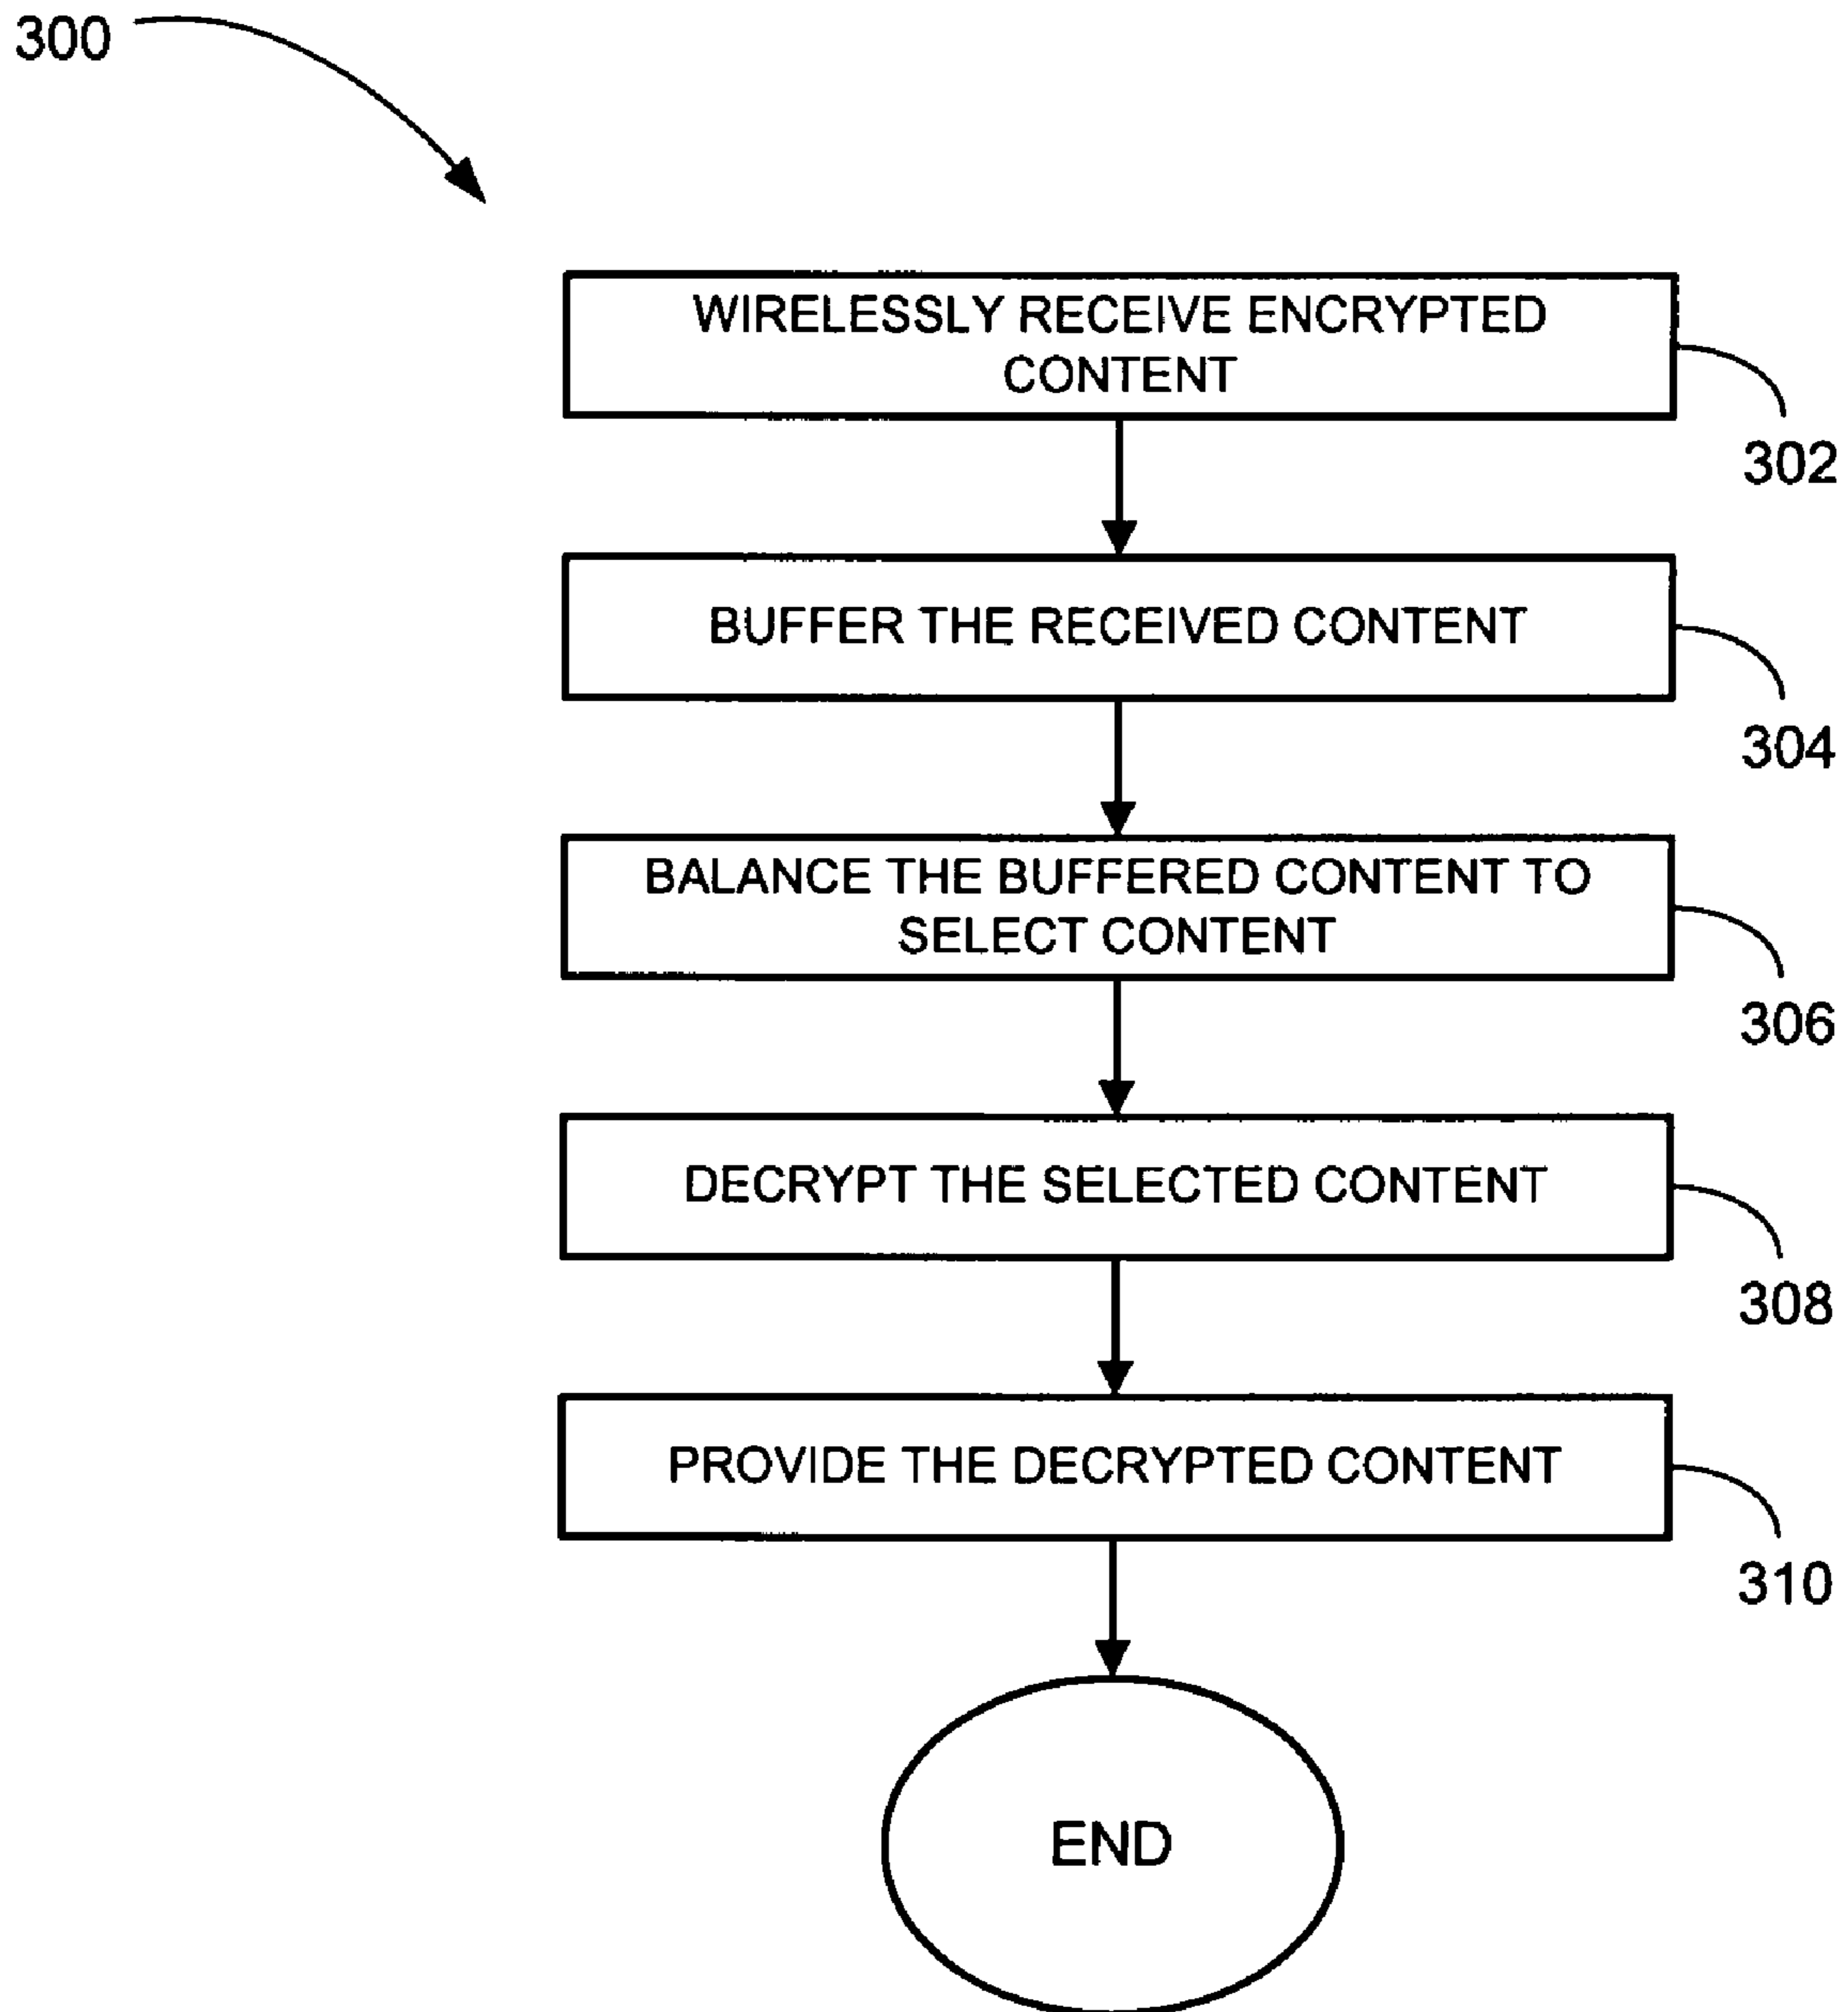 300
WIRELESSLY RECEIVE ENCRYPTED
CONTENT
302
BUFFER THE RECEIVED CONTENT
304
BALANCE THE BUFFERED CONTENT TO
SELECT CONTENT
306
DECRYPT THE SELECTED CONTENT
308
PROVIDE THE DECRYPTED CONTENT
310
END